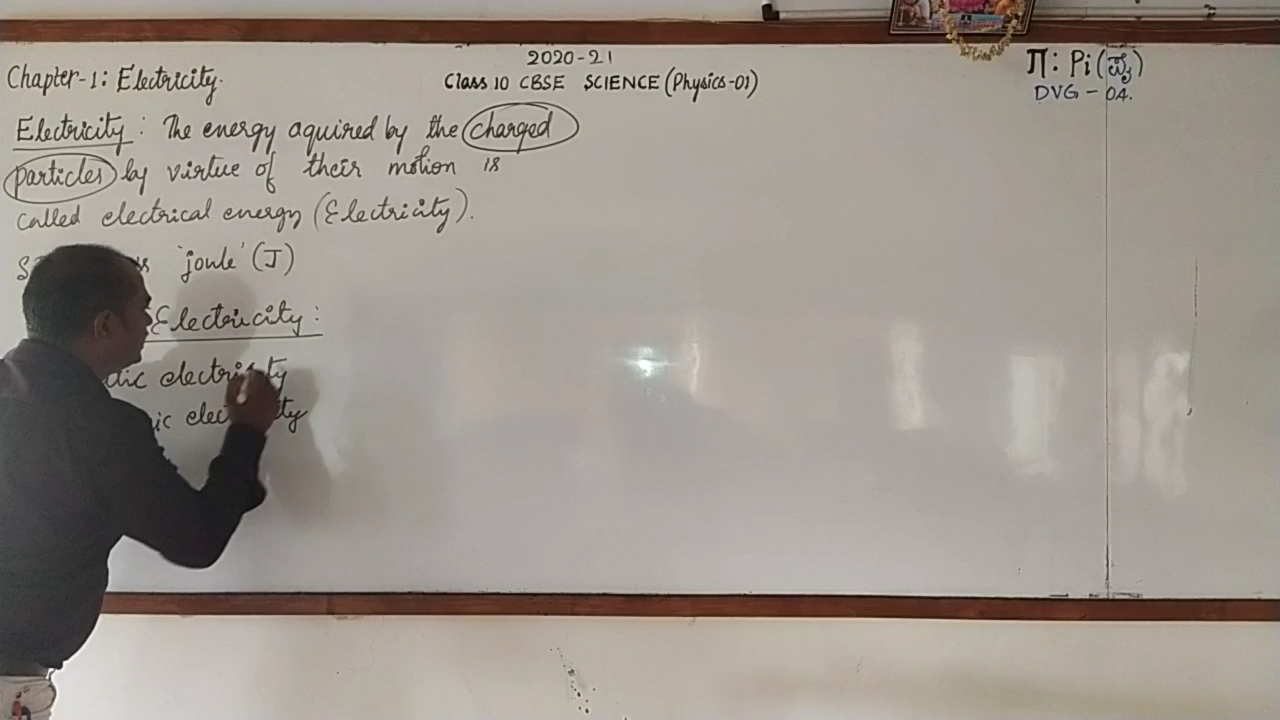 2020-21
Chapter-1: Electricity.
Class 10 CBSE SCIENCE (Physics-01)
Π: Pi (ಪೈ)
DVG - 04.
Electricity: The energy aquired by the charged
particles by virtue of their motion is
called electrical energy (Electricity).
'joule' (J)
Electricity:
electricity